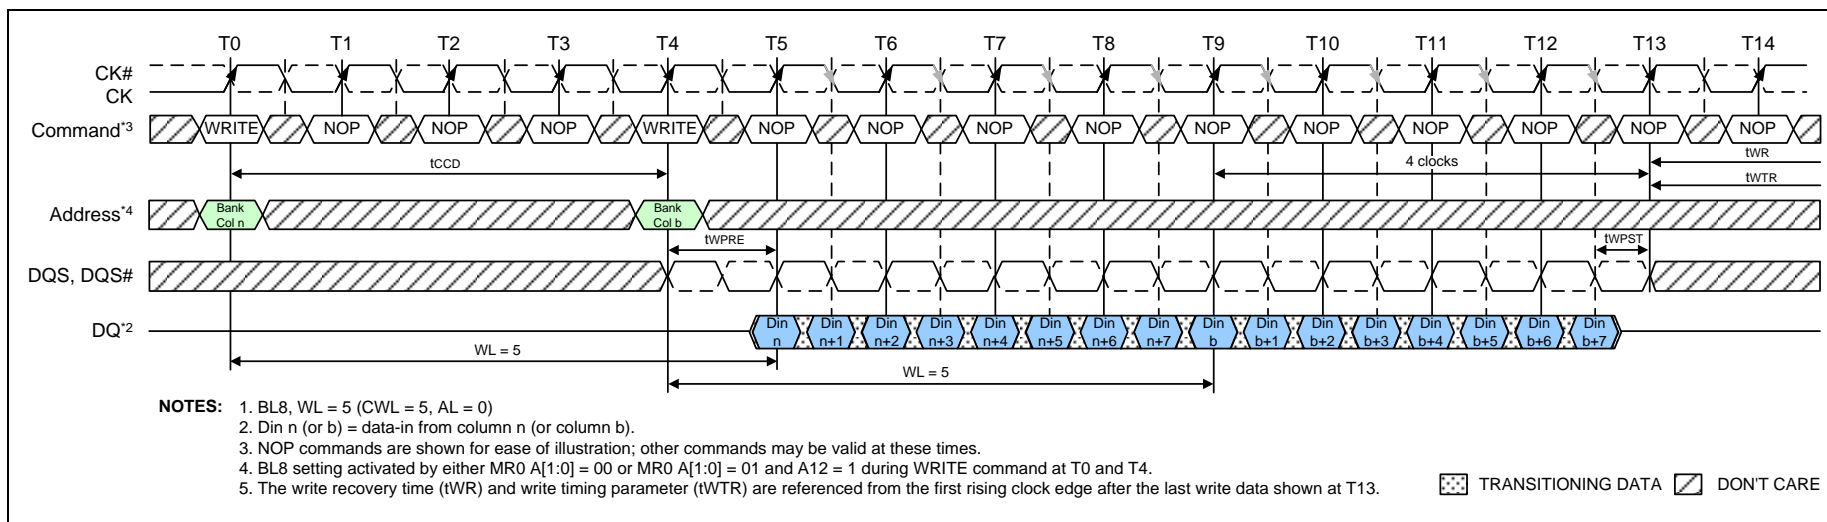 T0 T1 T2 T3 T4 T5 T6 T7 T8 T9 T10 T11 T12 T13 T14
CK#
CK
Command*3 WRITE NOP NOP NOP WRITE NOP NOP NOP NOP NOP NOP NOP NOP NOP NOP
tCCD 4 clocks tWR
tWTR
Address*4 Bank Col n Bank Col b
tWPRE tWPST
DQS, DQS#
DQ*2 Din n Din n+1 Din n+2 Din n+3 Din n+4 Din n+5 Din n+6 Din n+7 Din b Din b+1 Din b+2 Din b+3 Din b+4 Din b+5 Din b+6 Din b+7
WL = 5
WL = 5
NOTES: 1. BL8, WL = 5 (CWL = 5, AL = 0)
2. Din n (or b) = data-in from column n (or column b).
3. NOP commands are shown for ease of illustration; other commands may be valid at these times.
4. BL8 setting activated by either MR0 A[1:0] = 00 or MR0 A[1:0] = 01 and A12 = 1 during WRITE command at T0 and T4.
5. The write recovery time (tWR) and write timing parameter (tWTR) are referenced from the first rising clock edge after the last write data shown at T13.
TRANSITIONING DATA DON'T CARE